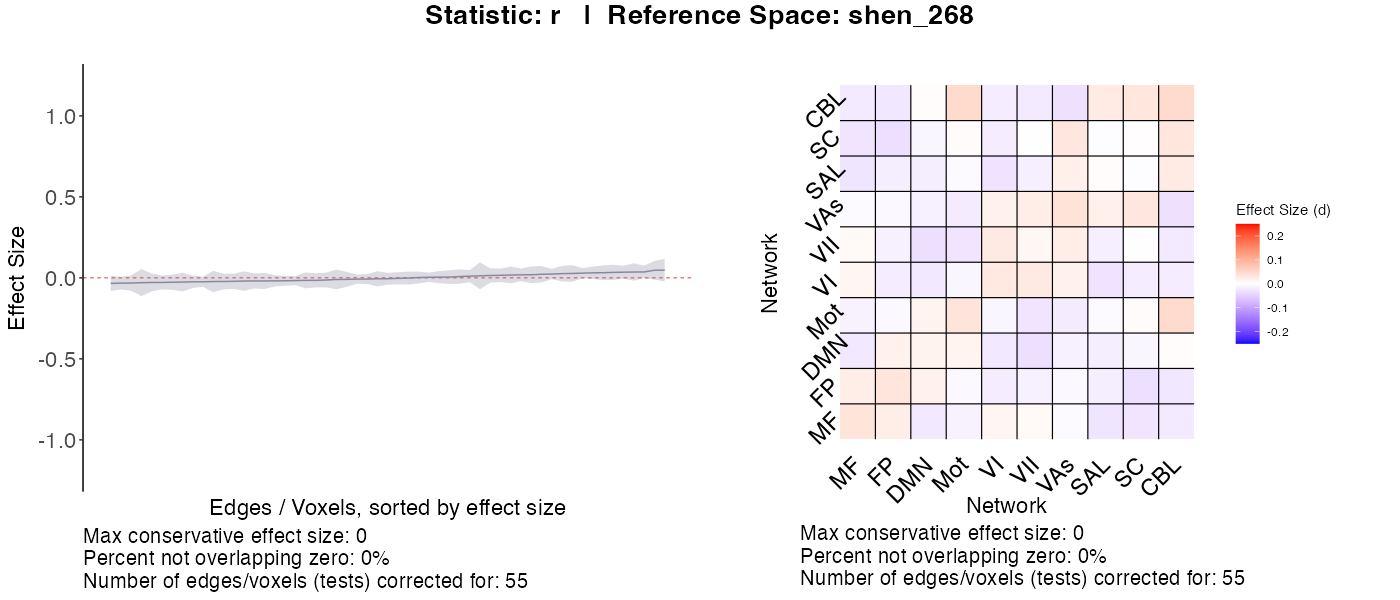 Statistic: r | Reference Space: shen_268
Effect Size
1.0
0.5
0.0
-0.5
-1.0
Edges / Voxels, sorted by effect size
Max conservative effect size: 0
Percent not overlapping zero: 0%
Number of edges/voxels (tests) corrected for: 55
Network
CBL
SC
SAL
VAs
VII
VI
Mot
DMN
FP
MF
MF
FP
DMN
Mot
VI
VII
VAs
SAL
SC
CBL
Network
Effect Size (d)
0.2
0.1
0.0
-0.1
-0.2
Max conservative effect size: 0
Percent not overlapping zero: 0%
Number of edges/voxels (tests) corrected for: 55